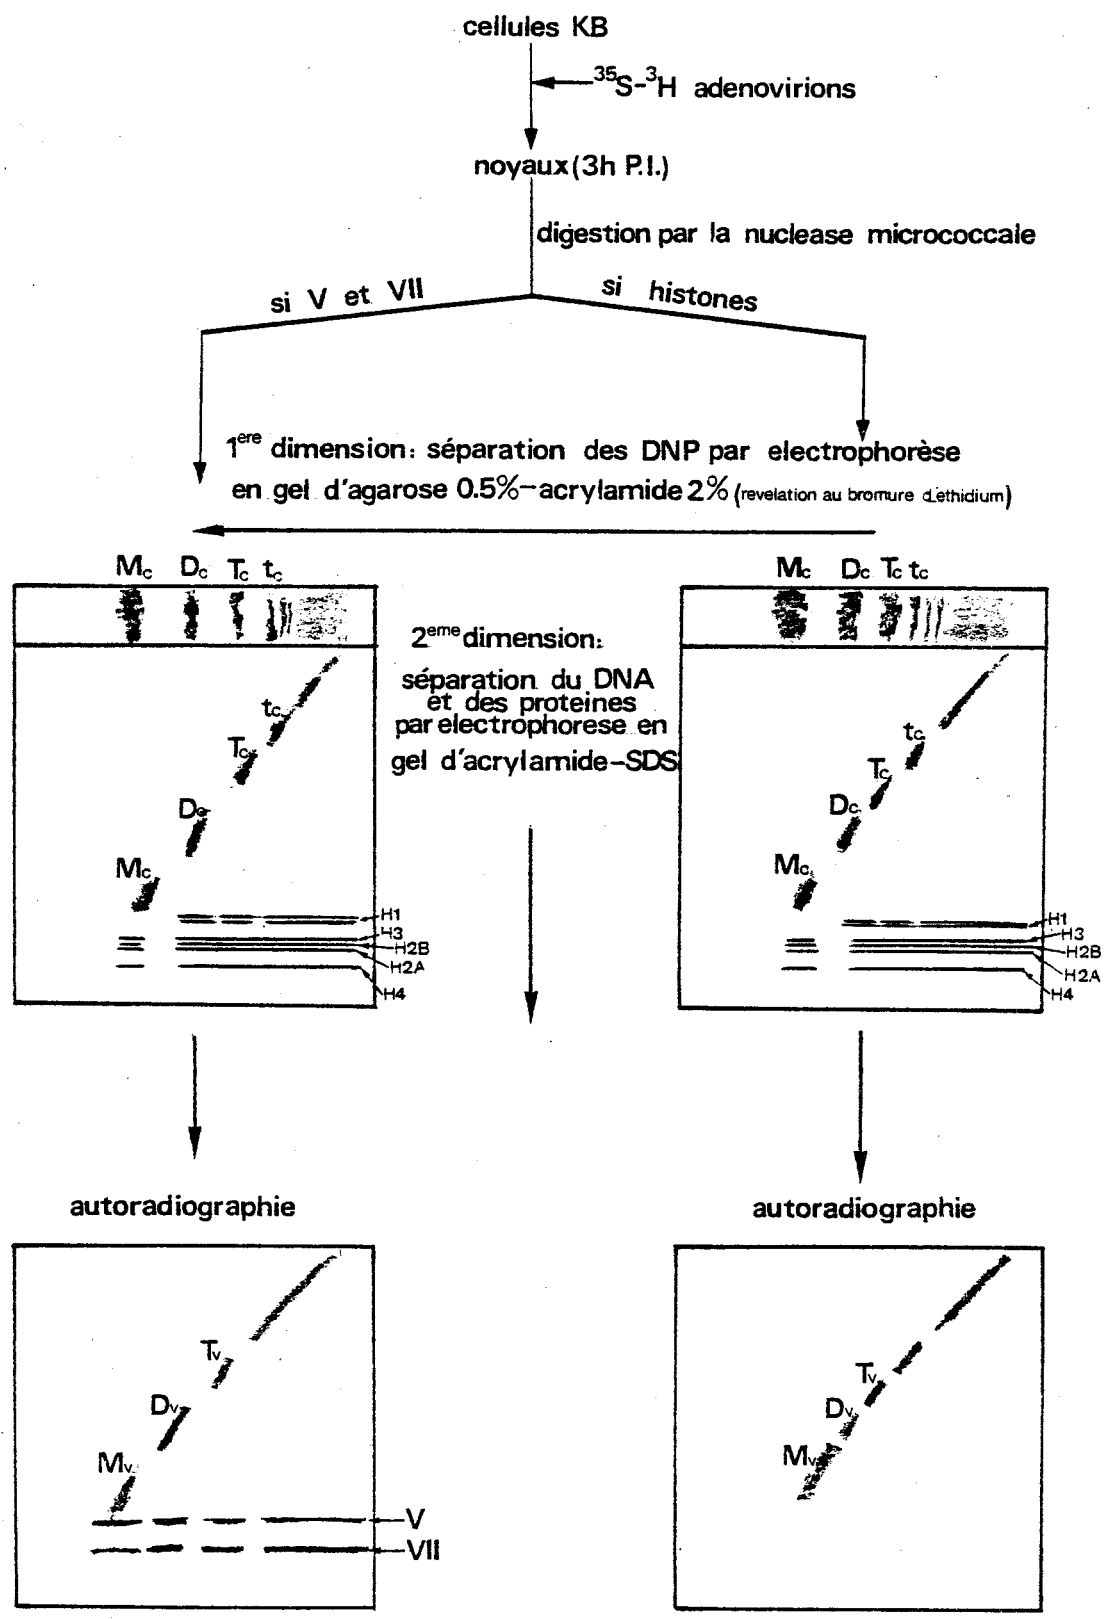 cellules KB
35S-3H adenovirions
noyaux (3h P.I.)
digestion par la nuclease micrococcale
si V et VII
si histones
1ere dimension: séparation des DNP par electrophorèse
en gel d'agarose 0.5%-acrylamide 2% (revelation au bromure d'ethidium)
Mc Dc Tc tc
Mc Dc Tc tc
2eme dimension:
séparation du DNA
et des proteines
par electrophorese en
gel d'acrylamide-SDS
tc
Tc
Dc
Mc
H1
H3
H2B
H2A
H4
tc
Tc
Dc
Mc
H1
H3
H2B
H2A
H4
autoradiographie
autoradiographie
Tv
Dv
Mv
V
VII
Tv
Dv
Mv